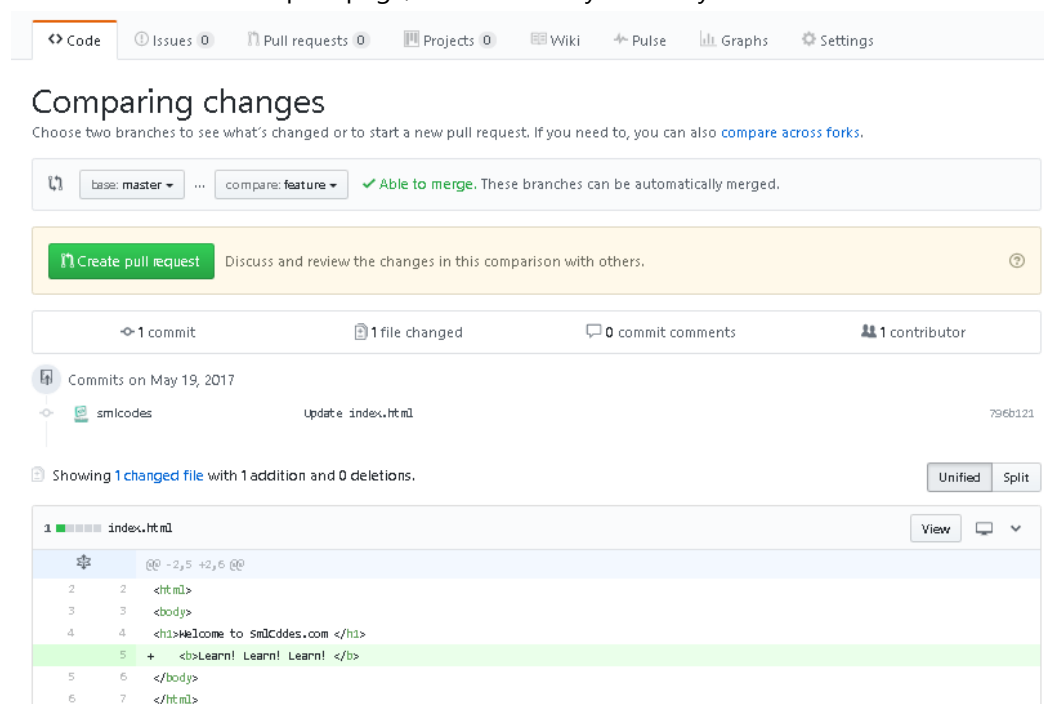 Code Issues 0 Pull requests 0 Projects 0 Wiki Pulse Graphs Settings
Comparing changes
Choose two branches to see what's changed or to start a new pull request. If you need to, you can also compare across forks.
base: master ... compare: feature ✓ Able to merge. These branches can be automatically merged.
Create pull request Discuss and review the changes in this comparison with others.
1 commit 1 file changed 0 commit comments 1 contributor
Commits on May 19, 2017
smlcodes Update index.html 796b121
Showing 1 changed file with 1 addition and 0 deletions.
Unified Split
1 index.html View
@@ -2,5 +2,6 @@
2 2 <html>
3 3 <body>
4 4 <h1>Welcome to SmlCddes.com </h1>
5 + <b>Learn! Learn! Learn! </b>
5 6 </body>
6 7 </html>